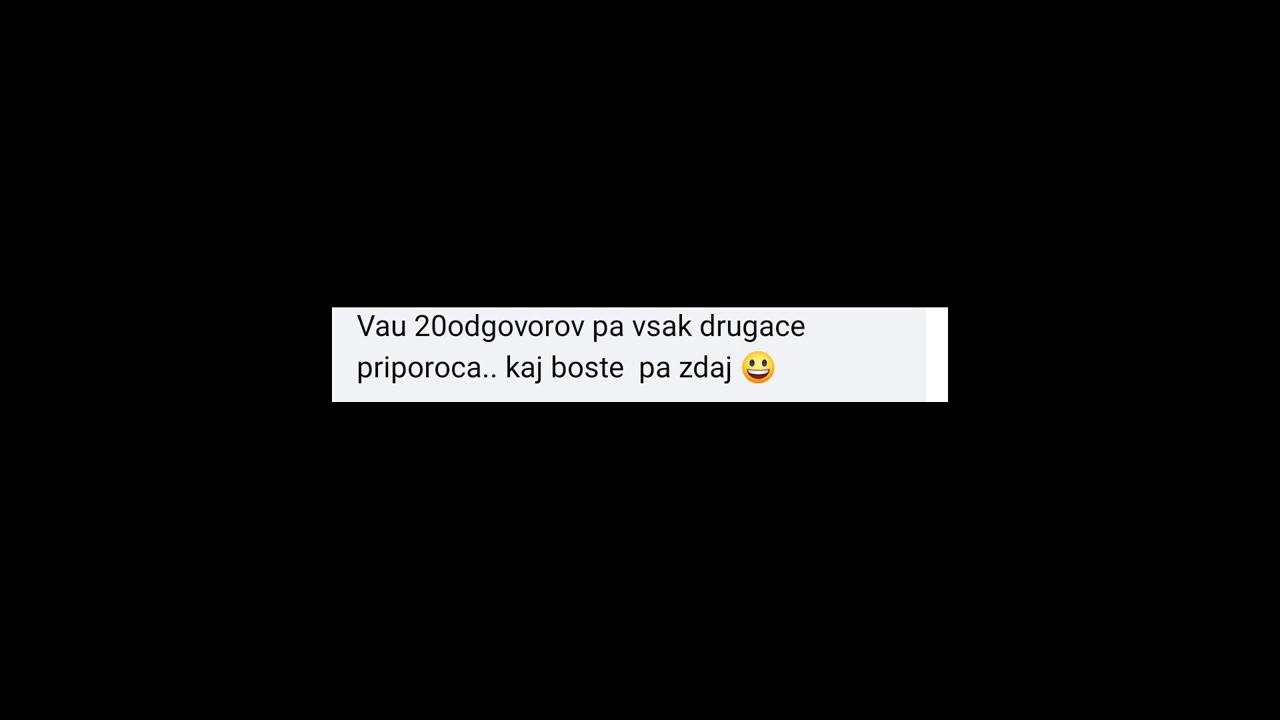 Vau 20odgovorov pa vsak drugace
priporoca.. kaj boste  pa zdaj 😃